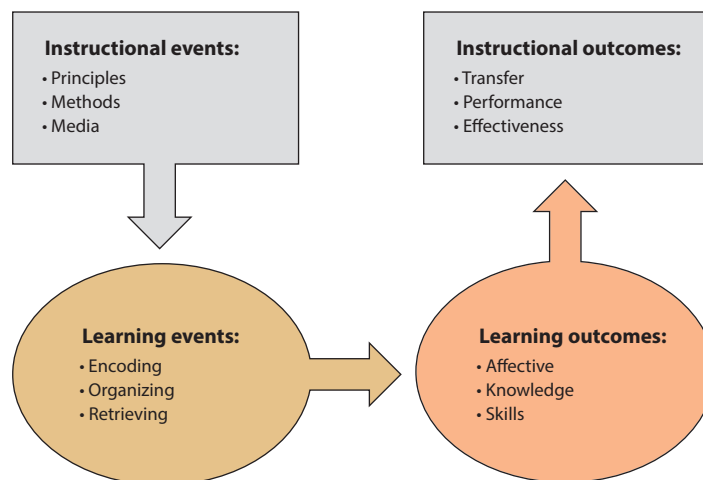 Instructional events:
• Principles
• Methods
• Media
Instructional outcomes:
• Transfer
• Performance
• Effectiveness
Learning events:
• Encoding
• Organizing
• Retrieving
Learning outcomes:
• Affective
• Knowledge
• Skills